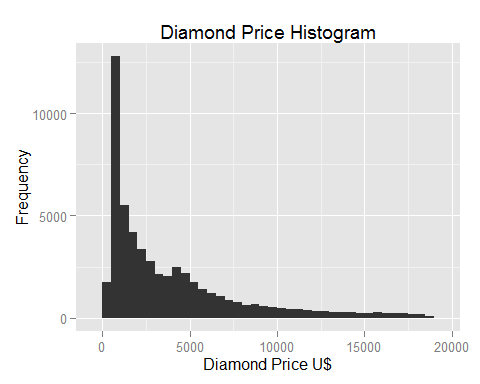 Diamond Price Histogram
Frequency
10000
5000
0
0 5000 10000 15000 20000
Diamond Price U$